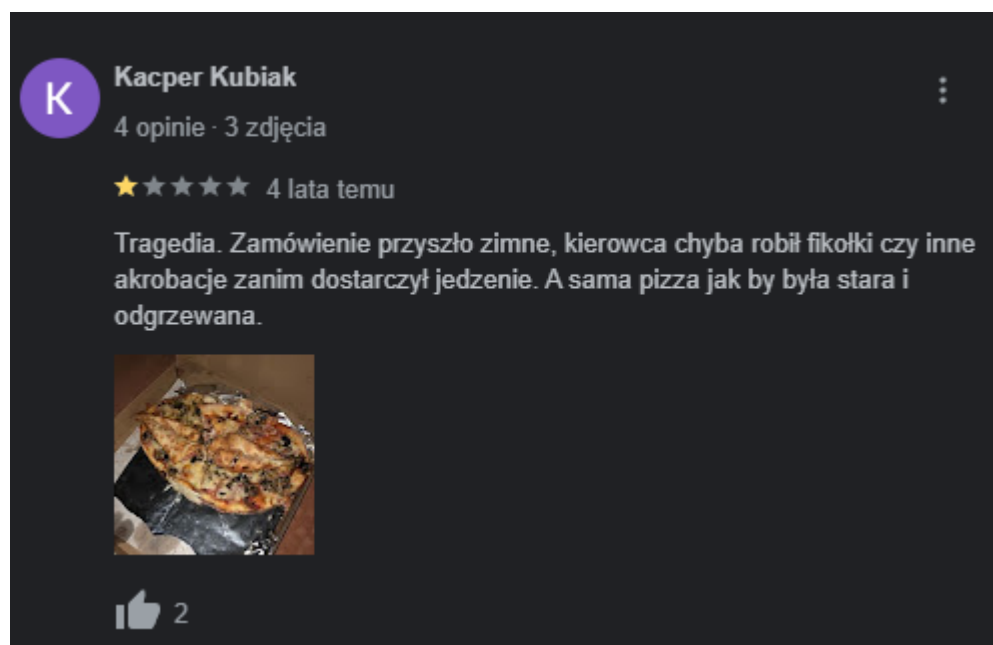 K
Kacper Kubiak
4 opinie · 3 zdjęcia
4 lata temu
Tragedia. Zamówienie przyszło zimne, kierowca chyba robił fikołki czy inne
akrobacje zanim dostarczył jedzenie. A sama pizza jak by była stara i
odgrzewana.
2